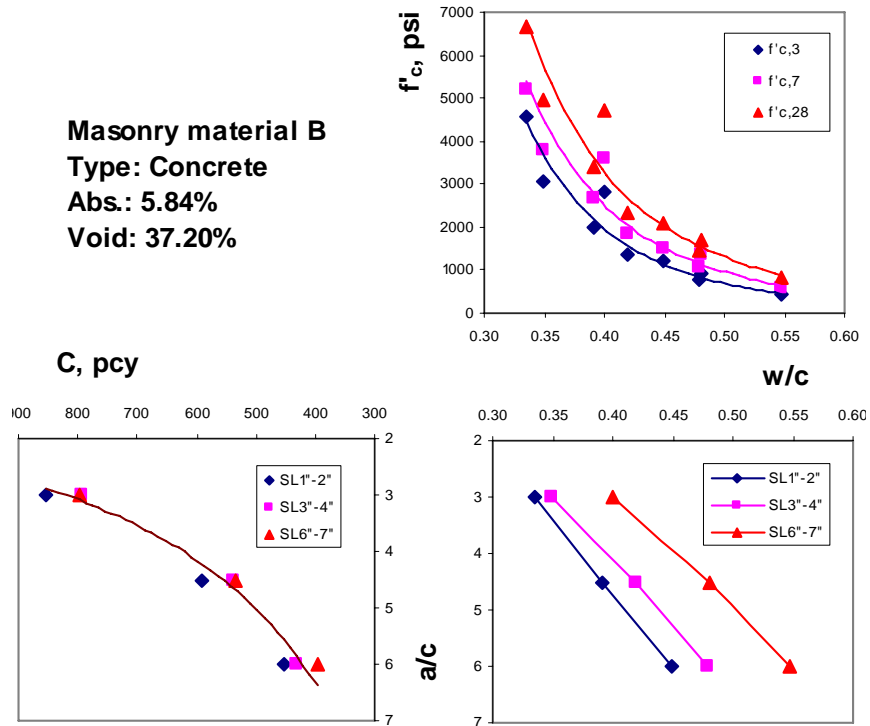 Masonry material B
Type: Concrete
Abs.: 5.84%
Void: 37.20%
f'c, psi
7000
6000
5000
4000
3000
2000
1000
0
0.30 0.35 0.40 0.45 0.50 0.55 0.60
f'c,3
f'c,7
f'c,28
w/c
C, pcy
800 700 600 500 400 300
2
3
4
5
6
7
SL1"-2"
SL3"-4"
SL6"-7"
a/c
0.30 0.35 0.40 0.45 0.50 0.55
2
3
4
5
6
7
SL1"-2"
SL3"-4"
SL6"-7"